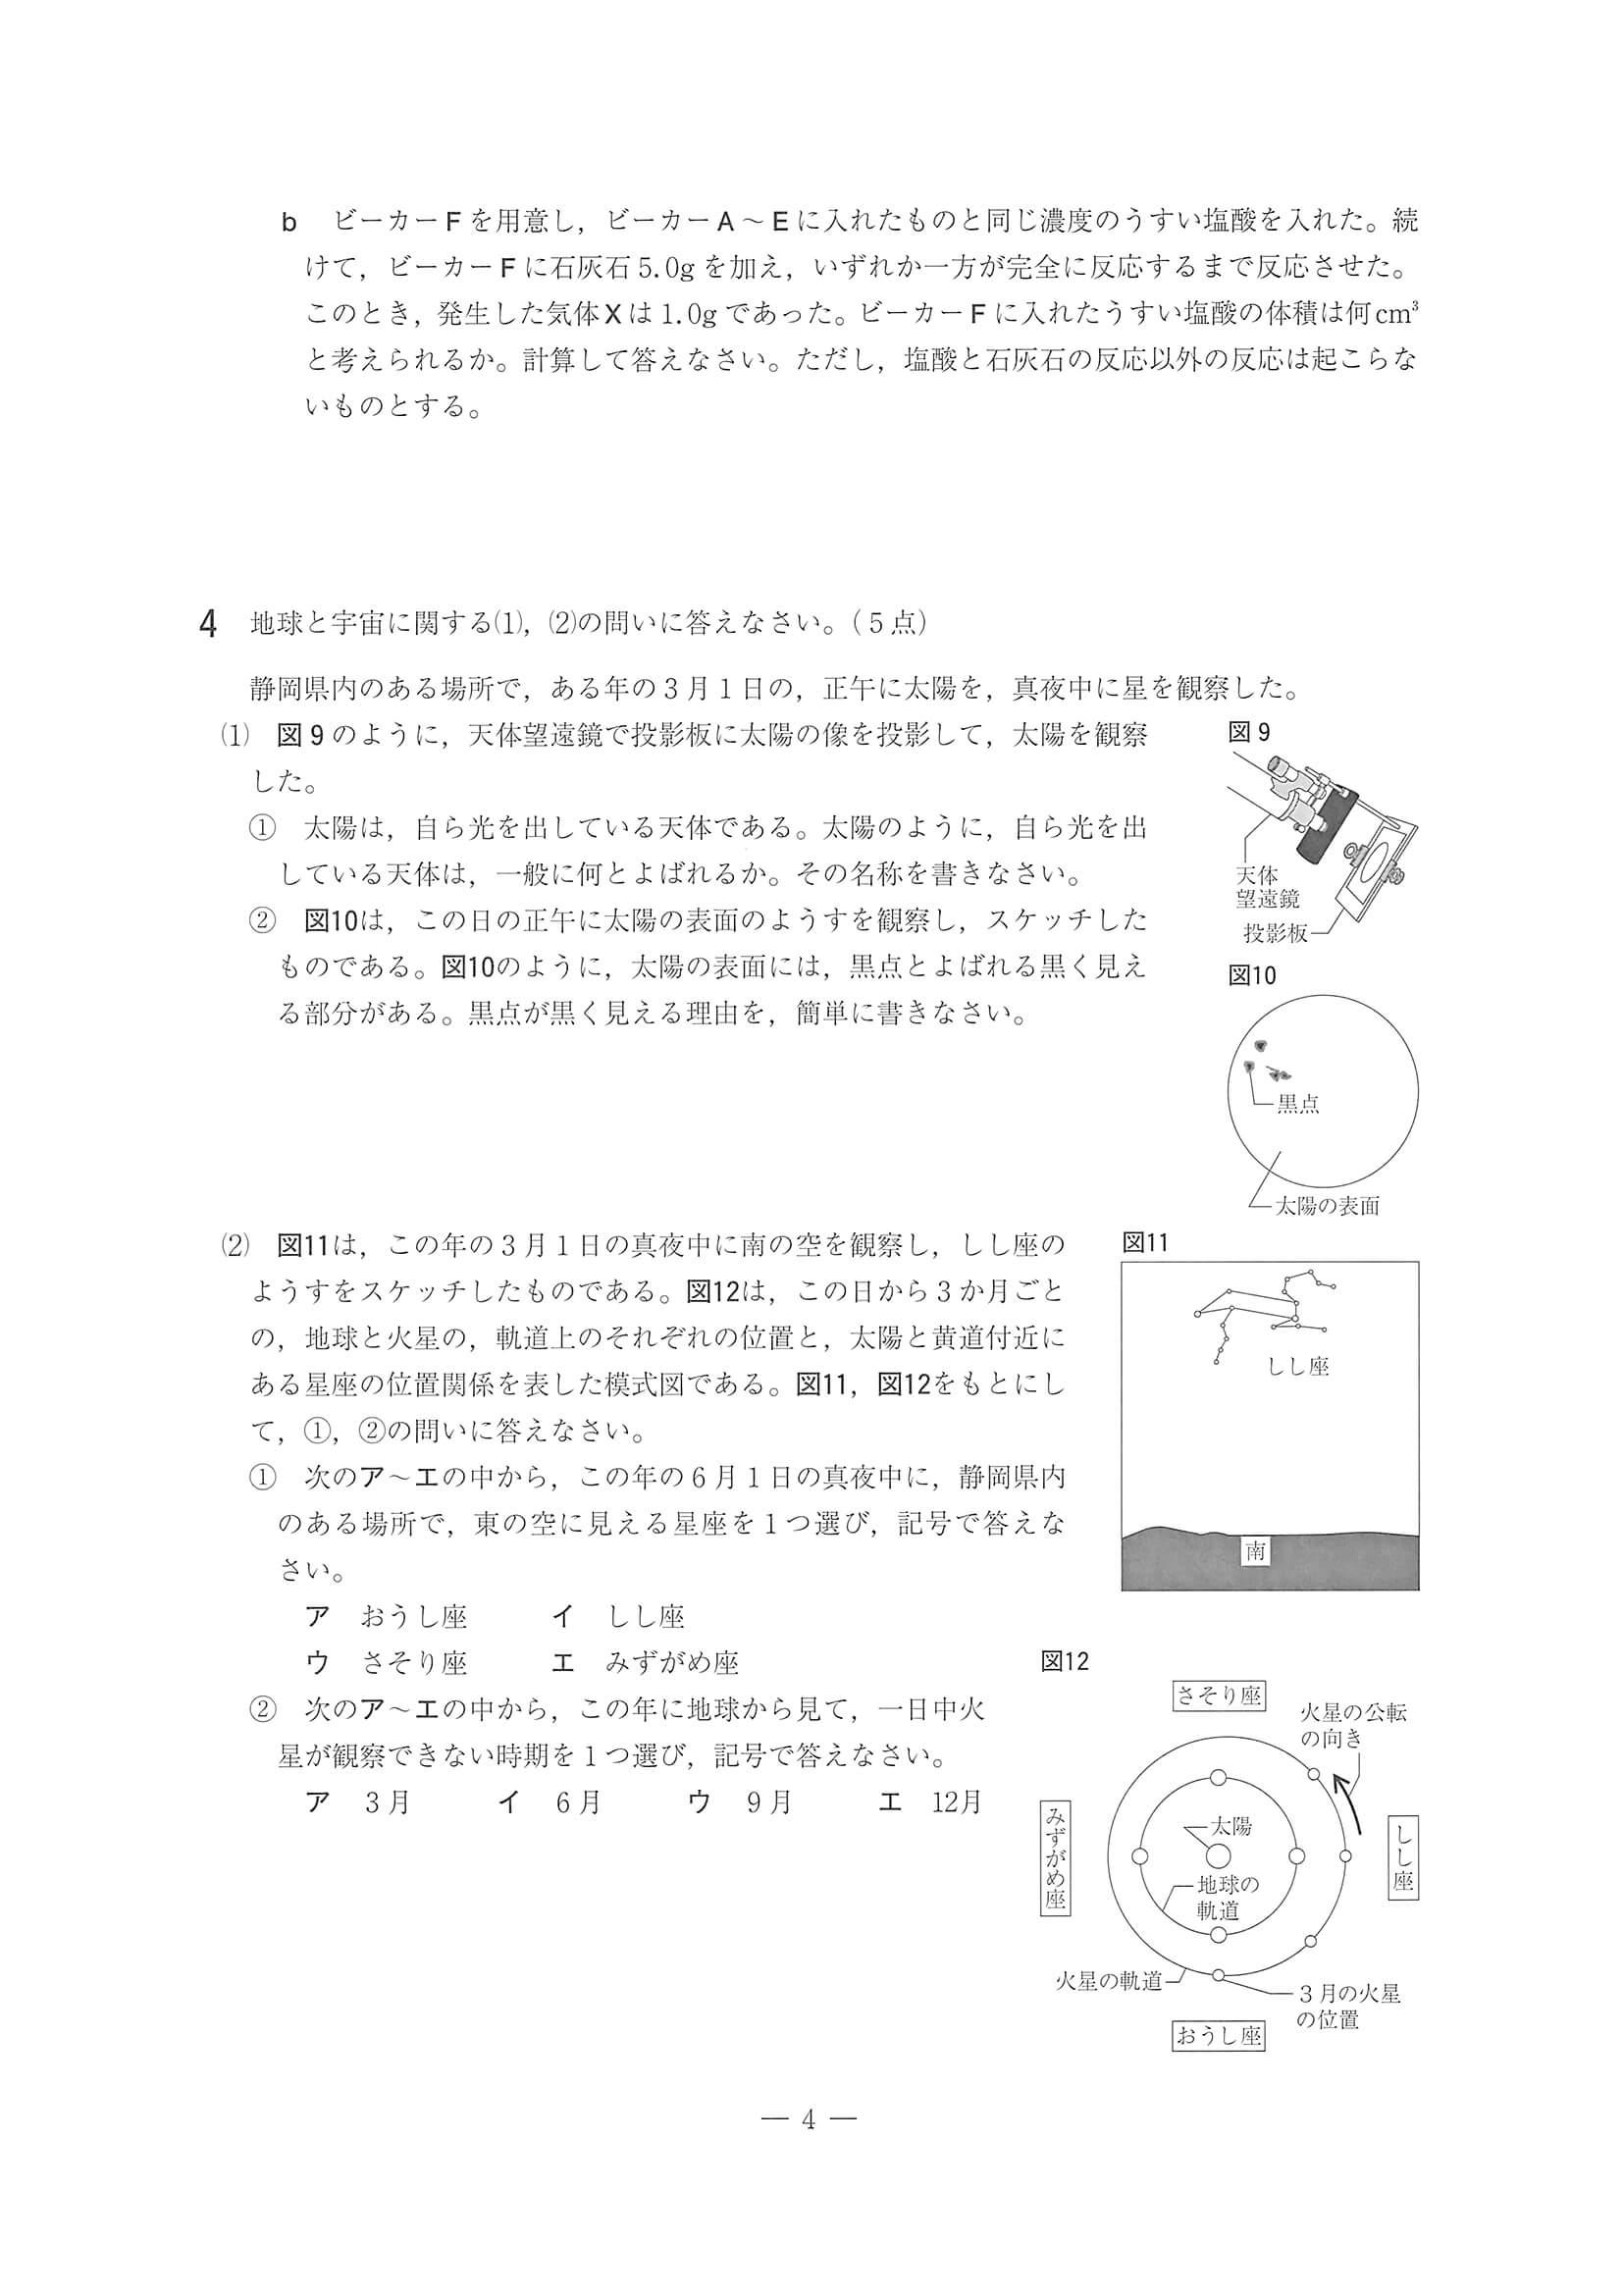 b ビーカーFを用意し，ビーカーA～Eに入れたものと同じ濃度のうすい塩酸を入れた。続
けて，ビーカーFに石灰石5.0gを加え，いずれか一方が完全に反応するまで反応させた。
このとき，発生した気体Xは1.0gであった。ビーカーFに入れたうすい塩酸の体積は何cm³
と考えられるか。計算して答えなさい。ただし，塩酸と石灰石の反応以外の反応は起こらな
いものとする。
4 地球と宇宙に関する⑴，⑵の問いに答えなさい。（5点）
静岡県内のある場所で，ある年の3月1日の，正午に太陽を，真夜中に星を観察した。
⑴ 図9のように，天体望遠鏡で投影板に太陽の像を投影して，太陽を観察
した。
① 太陽は，自ら光を出している天体である。太陽のように，自ら光を出
している天体は，一般に何とよばれるか。その名称を書きなさい。
② 図10は，この日の正午に太陽の表面のようすを観察し，スケッチした
ものである。図10のように，太陽の表面には，黒点とよばれる黒く見え
る部分がある。黒点が黒く見える理由を，簡単に書きなさい。
図9
天体
望遠鏡
投影板
図10
黒点
太陽の表面
⑵ 図11は，この年の3月1日の真夜中に南の空を観察し，しし座の
ようすをスケッチしたものである。図12は，この日から3か月ごと
の，地球と火星の，軌道上のそれぞれの位置と，太陽と黄道付近に
ある星座の位置関係を表した模式図である。図11，図12をもとにし
て，①，②の問いに答えなさい。
① 次のア～エの中から，この年の6月1日の真夜中に，静岡県内
のある場所で，東の空に見える星座を1つ選び，記号で答えな
さい。
ア おうし座 イ しし座
ウ さそり座 エ みずがめ座
② 次のア～エの中から，この年に地球から見て，一日中火
星が観察できない時期を1つ選び，記号で答えなさい。
ア 3月 イ 6月 ウ 9月 エ 12月
図11
しし座
南
図12
さそり座
火星の公転
の向き
みずがめ座
太陽
しし座
地球の
軌道
火星の軌道
3月の火星
の位置
おうし座
— 4 —